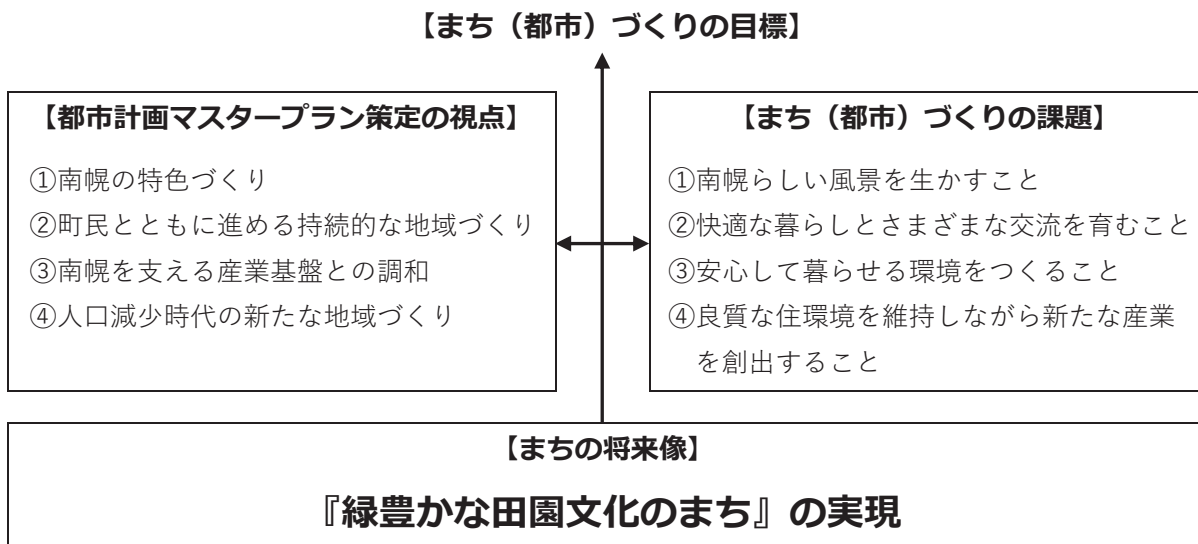 【まち（都市）づくりの目標】
【都市計画マスタープラン策定の視点】
①南幌の特色づくり
②町民とともに進める持続的な地域づくり
③南幌を支える産業基盤との調和
④人口減少時代の新たな地域づくり
【まち（都市）づくりの課題】
①南幌らしい風景を生かすこと
②快適な暮らしとさまざまな交流を育むこと
③安心して暮らせる環境をつくること
④良質な住環境を維持しながら新たな産業
を創出すること
【まちの将来像】
『緑豊かな田園文化のまち』の実現